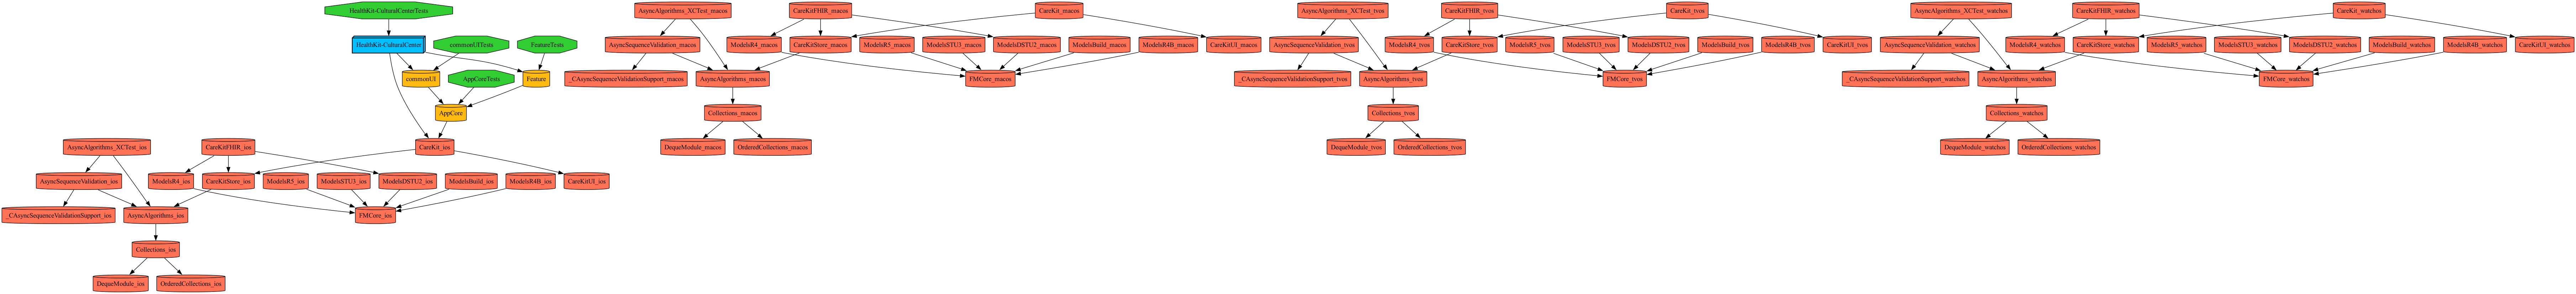 HealthKit-CulturalCenterTests
AsyncAlgorithms_XCTest_macos
CareKitFHIR_macos
CareKit_macos
AsyncAlgorithms_XCTest_tvos
CareKitFHIR_tvos
CareKit_tvos
AsyncAlgorithms_XCTest_watchos
CareKitFHIR_watchos
CareKit_watchos
HealthKit-CulturalCenter
commonUITests
FeatureTests
AsyncSequenceValidation_macos
ModelsR4_macos
CareKitStore_macos
ModelsR5_macos
ModelsSTU3_macos
ModelsDSTU2_macos
ModelsBuild_macos
ModelsR4B_macos
CareKitUI_macos
AsyncSequenceValidation_tvos
ModelsR4_tvos
CareKitStore_tvos
ModelsR5_tvos
ModelsSTU3_tvos
ModelsDSTU2_tvos
ModelsBuild_tvos
ModelsR4B_tvos
CareKitUI_tvos
AsyncSequenceValidation_watchos
ModelsR4_watchos
CareKitStore_watchos
ModelsR5_watchos
ModelsSTU3_watchos
ModelsDSTU2_watchos
ModelsBuild_watchos
ModelsR4B_watchos
CareKitUI_watchos
commonUI
AppCoreTests
Feature
_CAsyncSequenceValidationSupport_macos
AsyncAlgorithms_macos
FMCore_macos
_CAsyncSequenceValidationSupport_tvos
AsyncAlgorithms_tvos
FMCore_tvos
_CAsyncSequenceValidationSupport_watchos
AsyncAlgorithms_watchos
FMCore_watchos
AppCore
Collections_macos
Collections_tvos
Collections_watchos
AsyncAlgorithms_XCTest_ios
CareKitFHIR_ios
CareKit_ios
DequeModule_macos
OrderedCollections_macos
DequeModule_tvos
OrderedCollections_tvos
DequeModule_watchos
OrderedCollections_watchos
AsyncSequenceValidation_ios
ModelsR4_ios
CareKitStore_ios
ModelsR5_ios
ModelsSTU3_ios
ModelsDSTU2_ios
ModelsBuild_ios
ModelsR4B_ios
CareKitUI_ios
_CAsyncSequenceValidationSupport_ios
AsyncAlgorithms_ios
FMCore_ios
Collections_ios
DequeModule_ios
OrderedCollections_ios